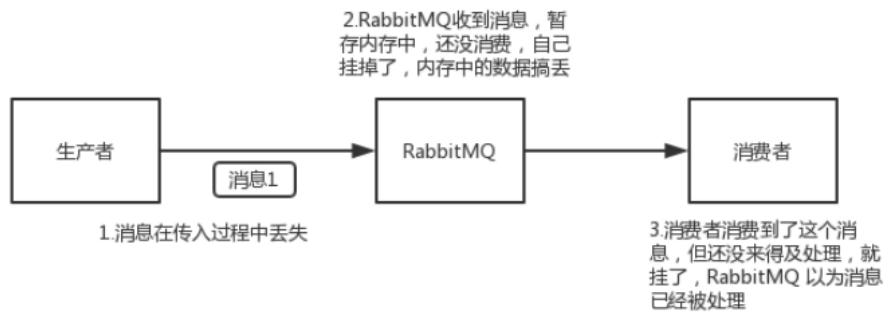 2.RabbitMQ收到消息，暂
存内存中，还没消费，自己
挂掉了，内存中的数据搞丢
生产者
消息1
RabbitMQ
消费者
1.消息在传入过程中丢失
3.消费者消费到了这个消
息，但还没来得及处理，就
挂了，RabbitMQ 以为消息
已经被处理